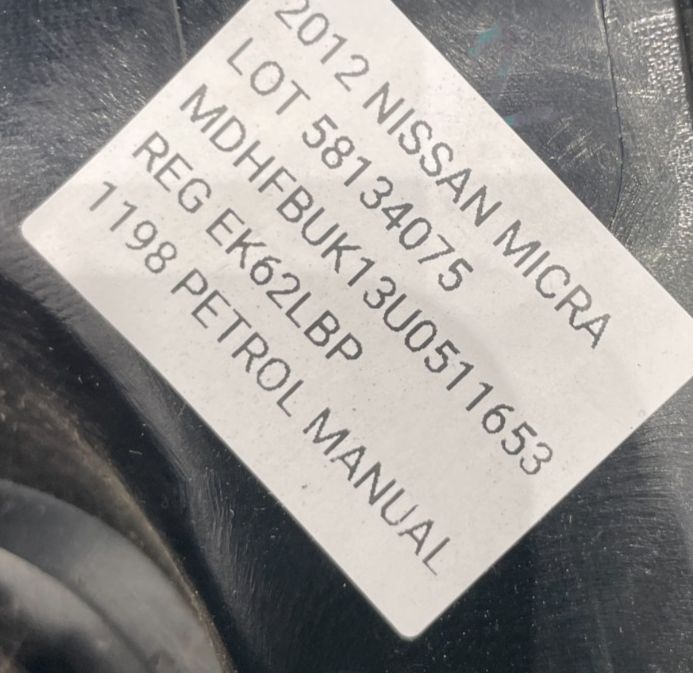 2012 NISSAN MICRA
LOT 58134075
MDHFBUK13U0511653
REG EK62LBP
1198 PETROL MANUAL